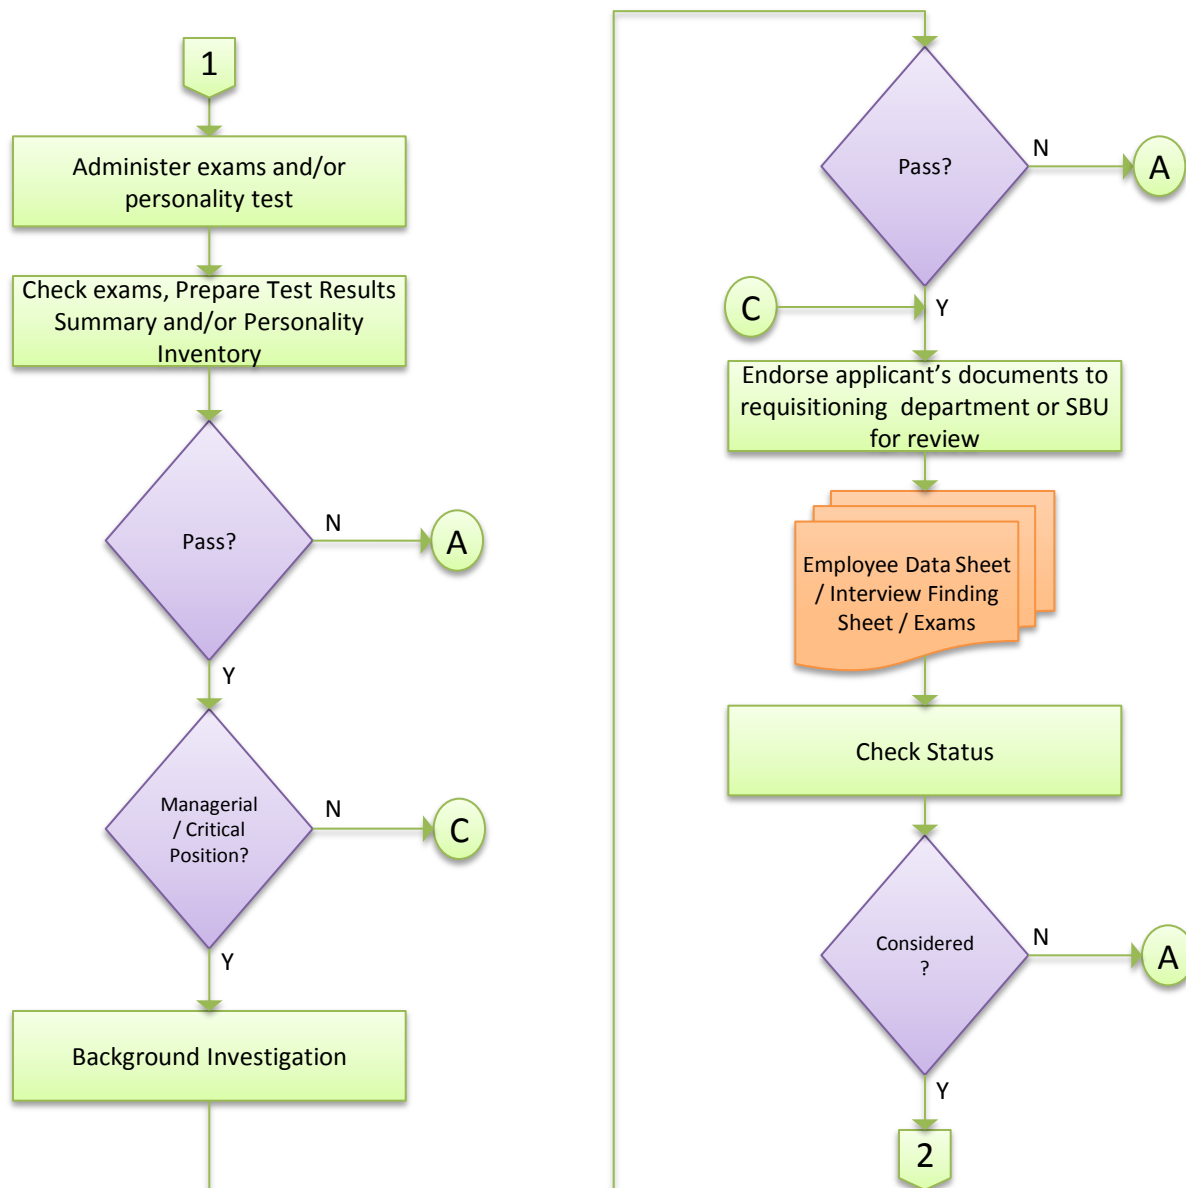 1
Administer exams and/or
personality test
Check exams, Prepare Test Results
Summary and/or Personality
Inventory
Pass?
N
A
Y
Managerial
/ Critical
Position?
N
C
Y
Background Investigation
Pass?
N
A
C
Y
Endorse applicant’s documents to
requisitioning  department or SBU
for review
Employee Data Sheet
/ Interview Finding
Sheet / Exams
Check Status
Considered
?
N
A
Y
2